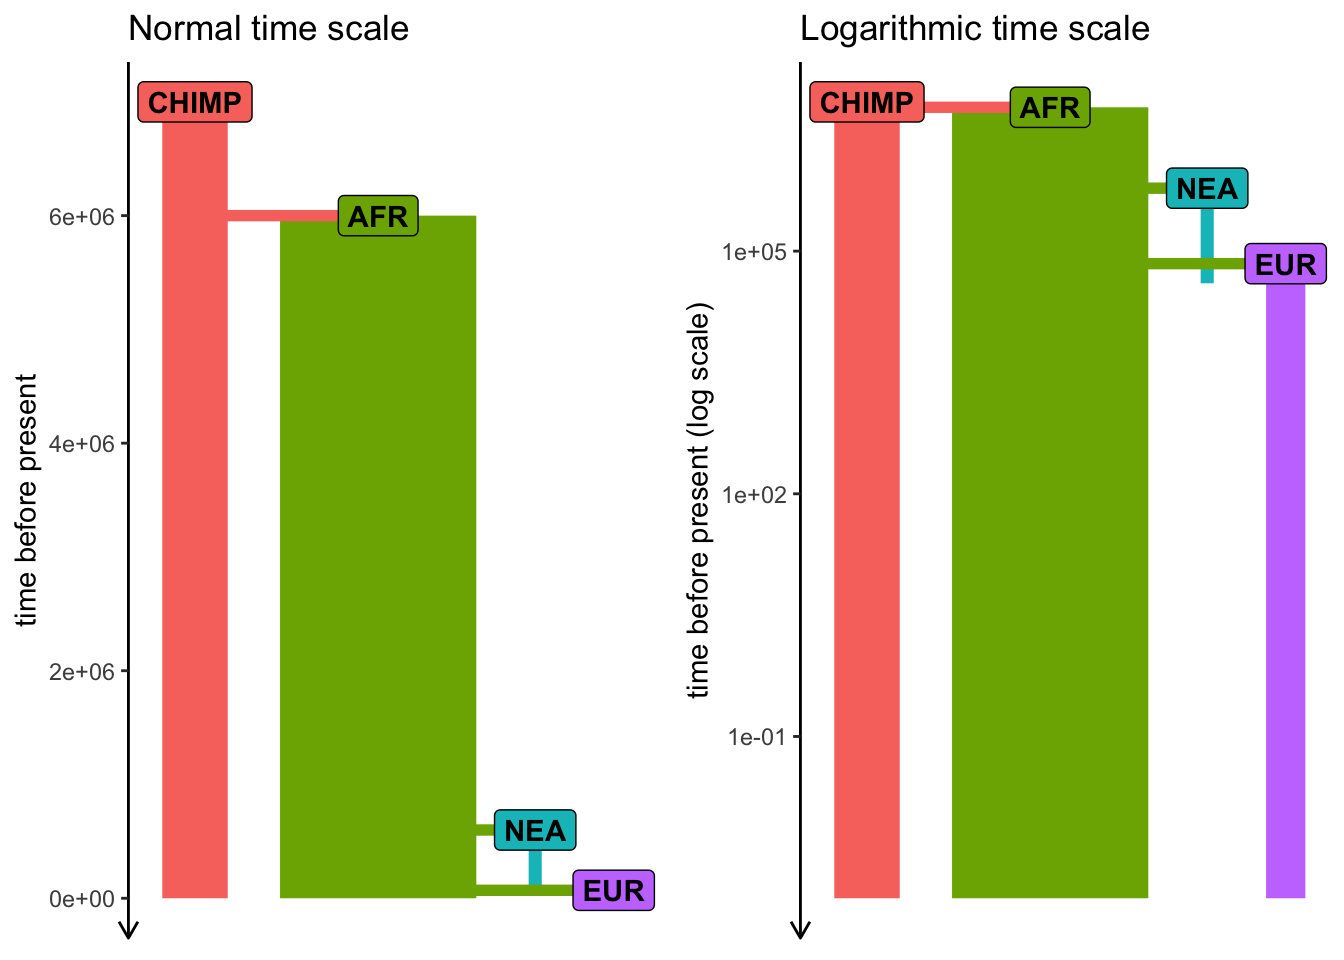 Normal time scale
CHIMP
6e+06
AFR
time before present
4e+06
2e+06
NEA
0e+00
EUR
Logarithmic time scale
CHIMP
AFR
NEA
1e+05
EUR
time before present (log scale)
1e+02
1e-01